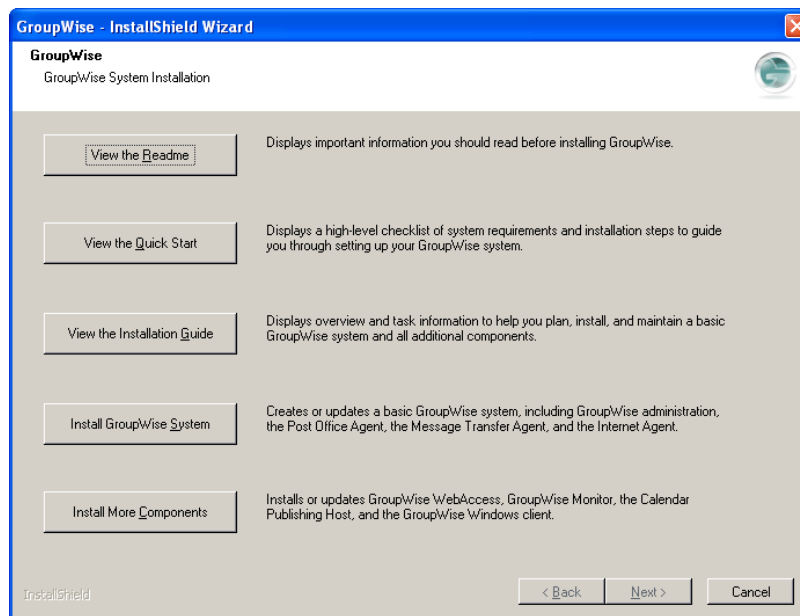 GroupWise - InstallShield Wizard
GroupWise
GroupWise System Installation
View the Readme
Displays important information you should read before installing GroupWise.
View the Quick Start
Displays a high-level checklist of system requirements and installation steps to guide
you through setting up your GroupWise system.
View the Installation Guide
Displays overview and task information to help you plan, install, and maintain a basic
GroupWise system and all additional components.
Install GroupWise System
Creates or updates a basic GroupWise system, including GroupWise administration,
the Post Office Agent, the Message Transfer Agent, and the Internet Agent.
Install More Components
Installs or updates GroupWise WebAccess, GroupWise Monitor, the Calendar
Publishing Host, and the GroupWise Windows client.
InstallShield
< Back
Next >
Cancel